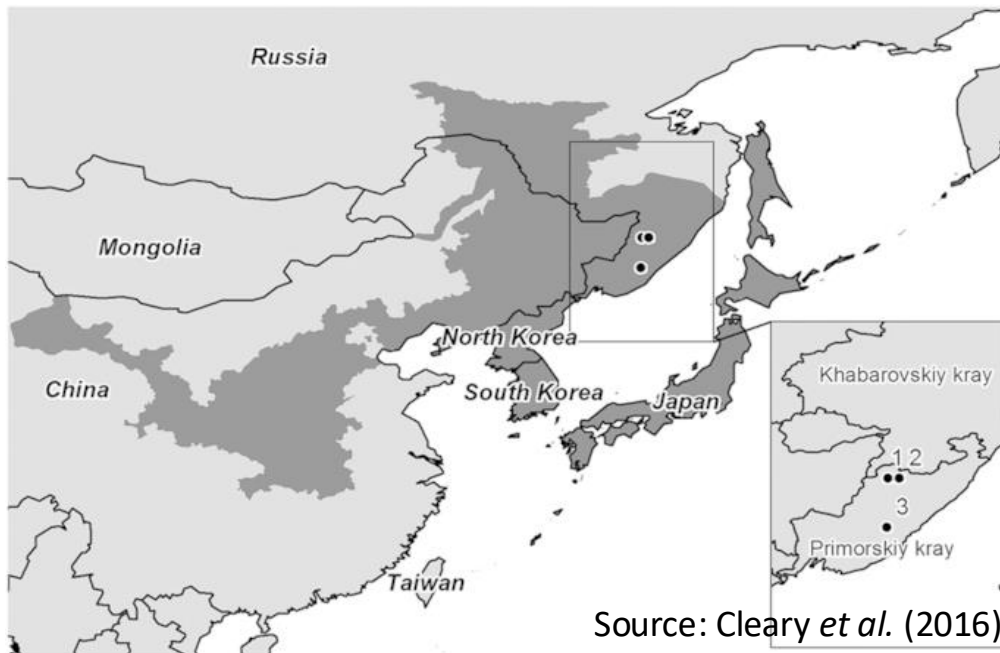 Russia
Mongolia
China
North Korea
South Korea
Japan
Taiwan
Khabarovskiy kray
1 2
3
Primorskiy kray
Source: Cleary et al. (2016)